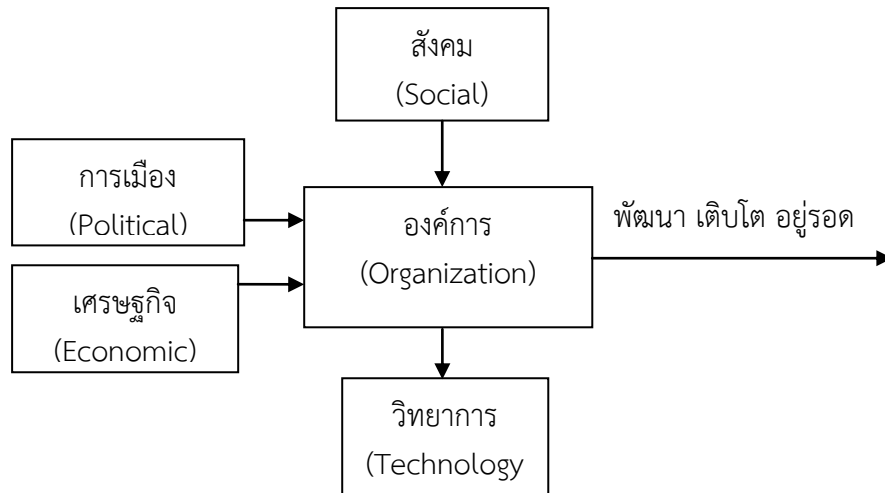 สังคม
(Social)
การเมือง
(Political)
องค์การ
(Organization)
พัฒนา เติบโต อยู่รอด
เศรษฐกิจ
(Economic)
วิทยาการ
(Technology